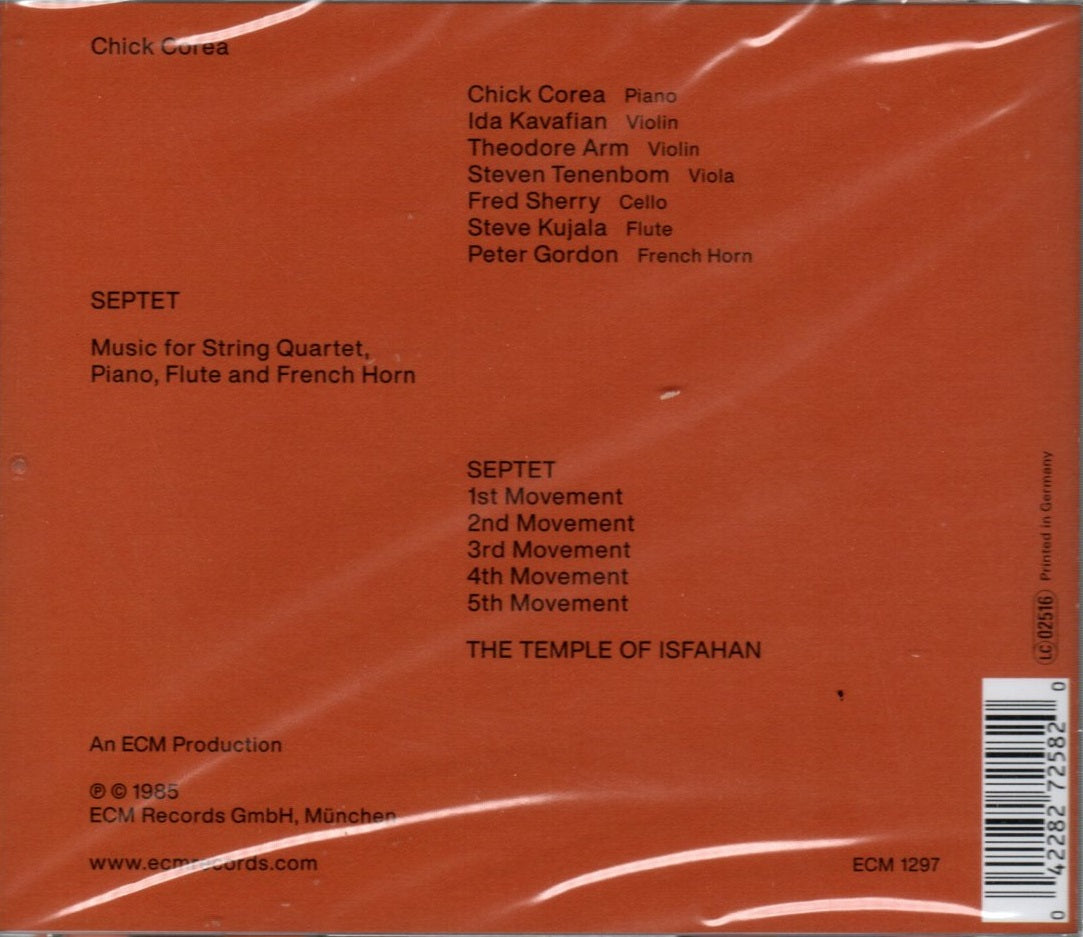 Chick Corea
Chick Corea Piano
Ida Kavafian Violin
Theodore Arm Violin
Steven Tenenbom Viola
Fred Sherry Cello
Steve Kujala Flute
Peter Gordon French Horn
SEPTET
Music for String Quartet,
Piano, Flute and French Horn
SEPTET
1st Movement
2nd Movement
3rd Movement
4th Movement
5th Movement
THE TEMPLE OF ISFAHAN
An ECM Production
℗ © 1985
ECM Records GmbH, München
www.ecmrecords.com
ECM 1297
LC 02516 Printed in Germany
0 42282 72582 0